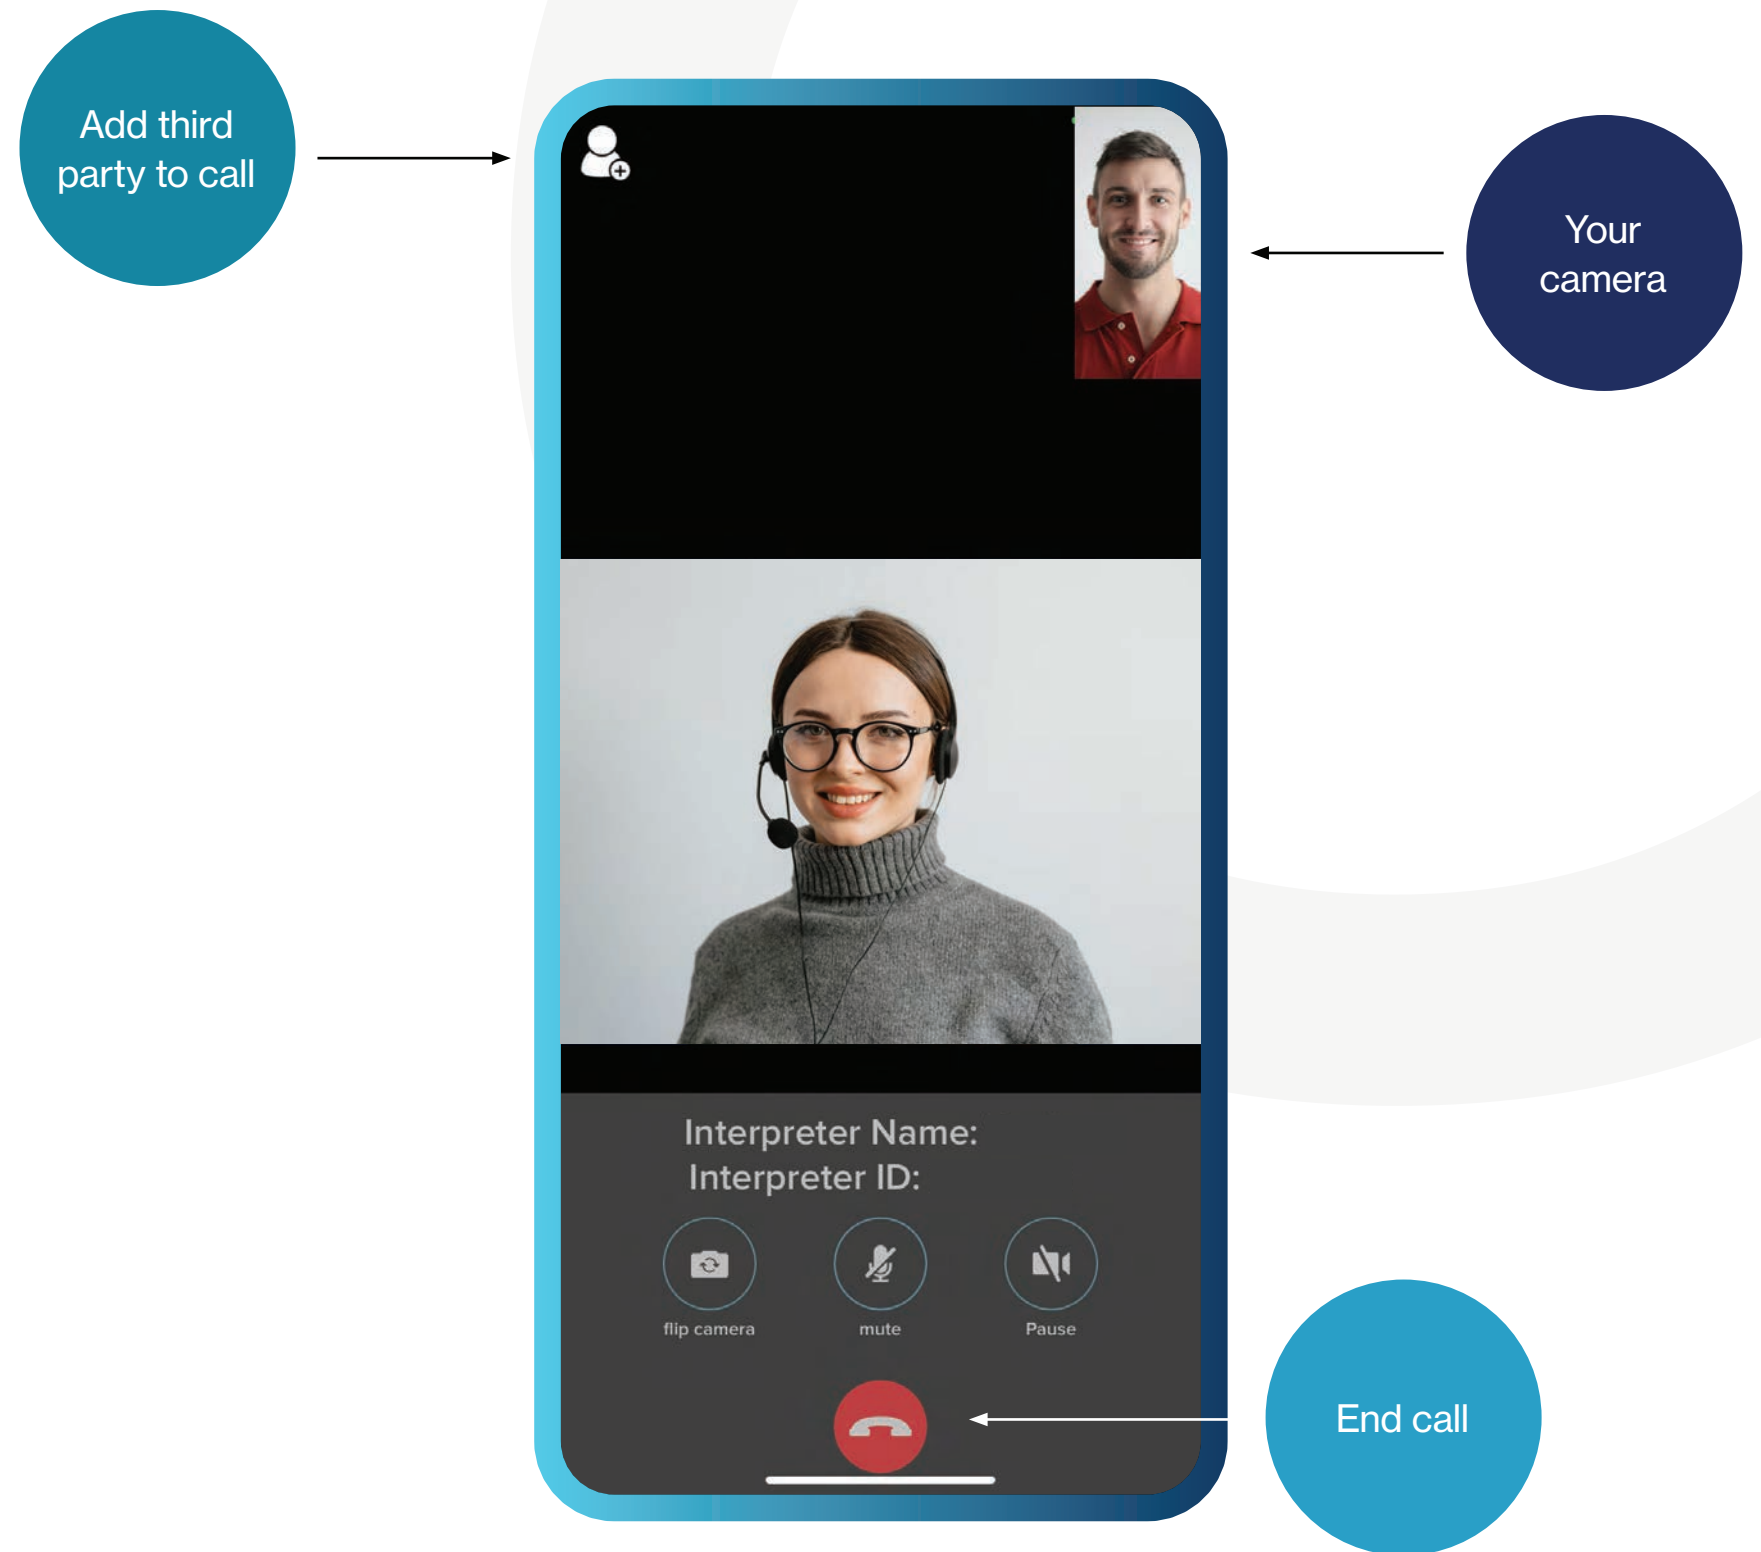 Add third
party to call
Your
camera
Interpreter Name:
Interpreter ID:
flip camera
mute
Pause
End call